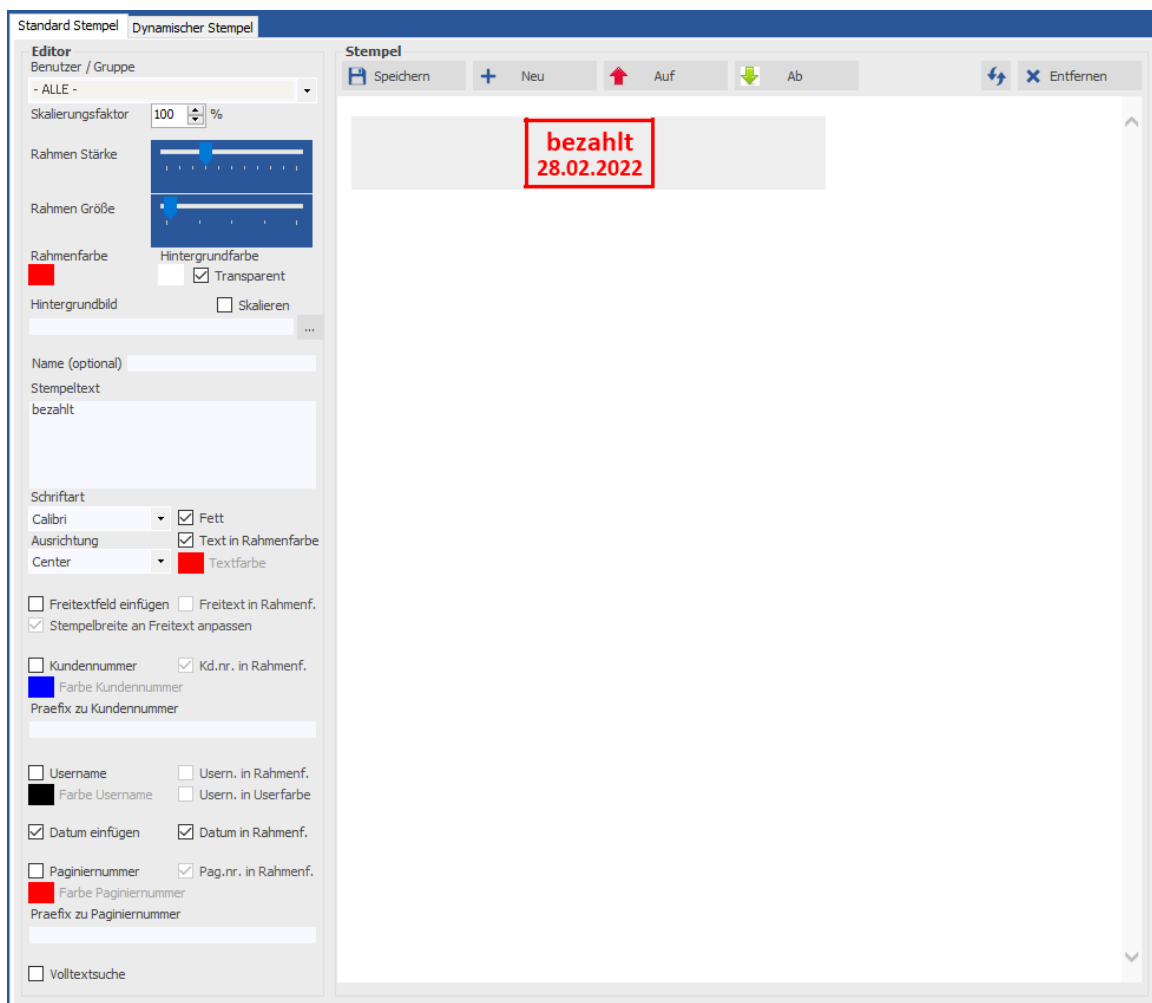 Standard Stempel
Dynamischer Stempel
Editor
Benutzer / Gruppe
- ALLE -
Skalierungsfaktor 100 %
Rahmen Stärke
Rahmen Größe
Rahmenfarbe Hintergrundfarbe
Transparent
Hintergrundbild Skalieren
...
Name (optional)
Stempeltext
bezahlt
Schriftart
Calibri Fett
Ausrichtung Text in Rahmenfarbe
Center Textfarbe
Freitextfeld einfügen Freitext in Rahmenf.
Stempelbreite an Freitext anpassen
Kundennummer Kd.nr. in Rahmenf.
Farbe Kundennummer
Praefix zu Kundennummer
Username Usern. in Rahmenf.
Farbe Username Usern. in Userfarbe
Datum einfügen Datum in Rahmenf.
Paginiernummer Pag.nr. in Rahmenf.
Farbe Paginiernummer
Praefix zu Paginiernummer
Volltextsuche
Stempel
Speichern Neu Auf Ab Entfernen
bezahlt
28.02.2022